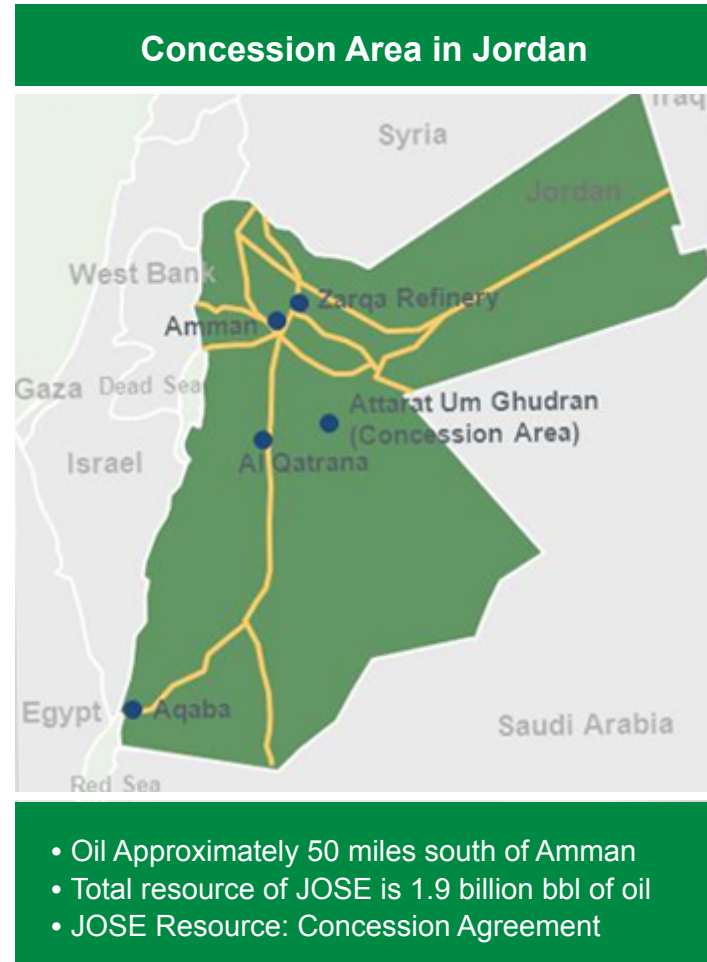 Concession Area in Jordan
Iraq
Syria
Jordan
West Bank
Zarqa Refinery
Amman
Gaza
Dead Sea
Attarat Um Ghudran
(Concession Area)
Israel
Al Qatrana
Egypt
Aqaba
Saudi Arabia
Red Sea
• Oil Approximately 50 miles south of Amman
• Total resource of JOSE is 1.9 billion bbl of oil
• JOSE Resource: Concession Agreement